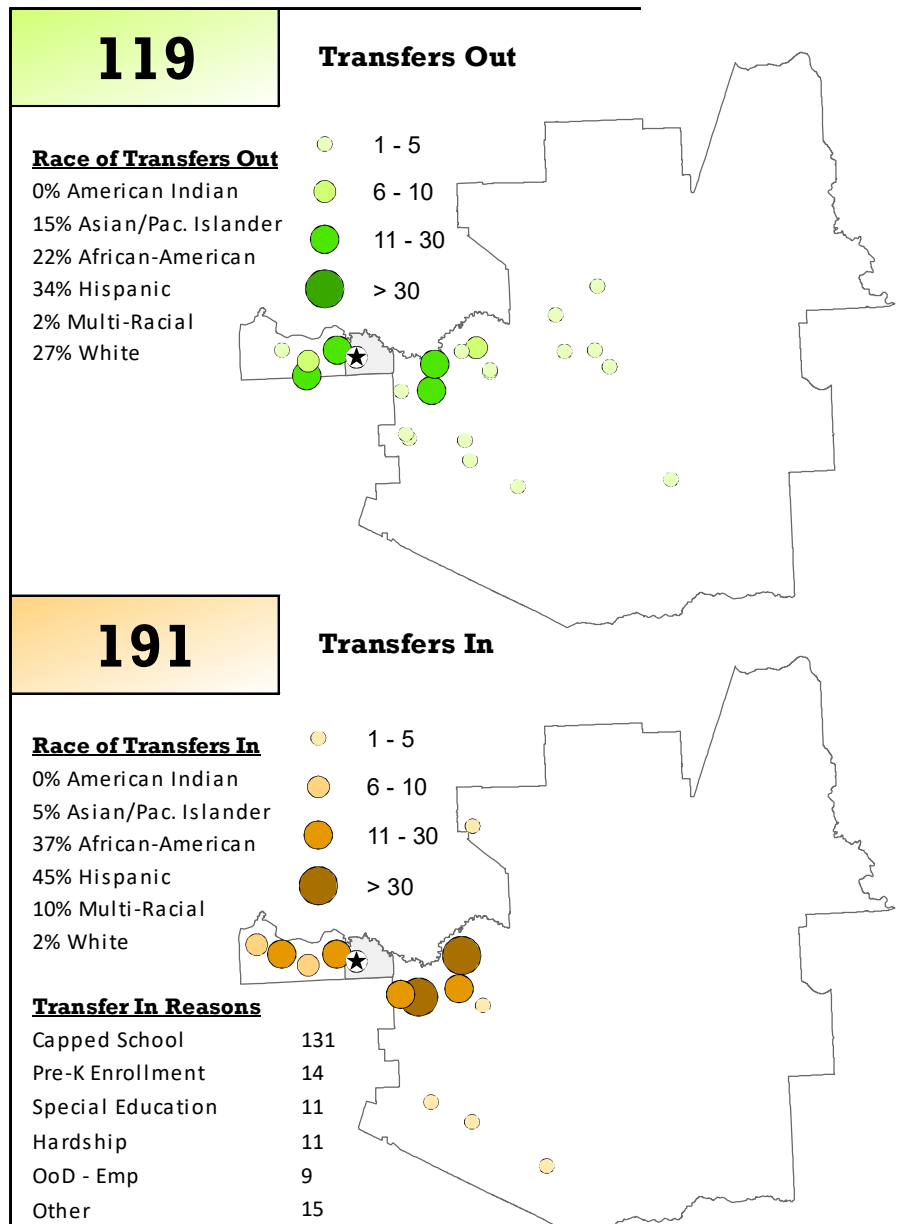 119
Transfers Out
Race of Transfers Out
0% American Indian
15% Asian/Pac. Islander
22% African-American
34% Hispanic
2% Multi-Racial
27% White
1 - 5
6 - 10
11 - 30
> 30
191
Transfers In
Race of Transfers In
0% American Indian
5% Asian/Pac. Islander
37% African-American
45% Hispanic
10% Multi-Racial
2% White
1 - 5
6 - 10
11 - 30
> 30
Transfer In Reasons
Capped School 131
Pre-K Enrollment 14
Special Education 11
Hardship 11
OoD - Emp 9
Other 15